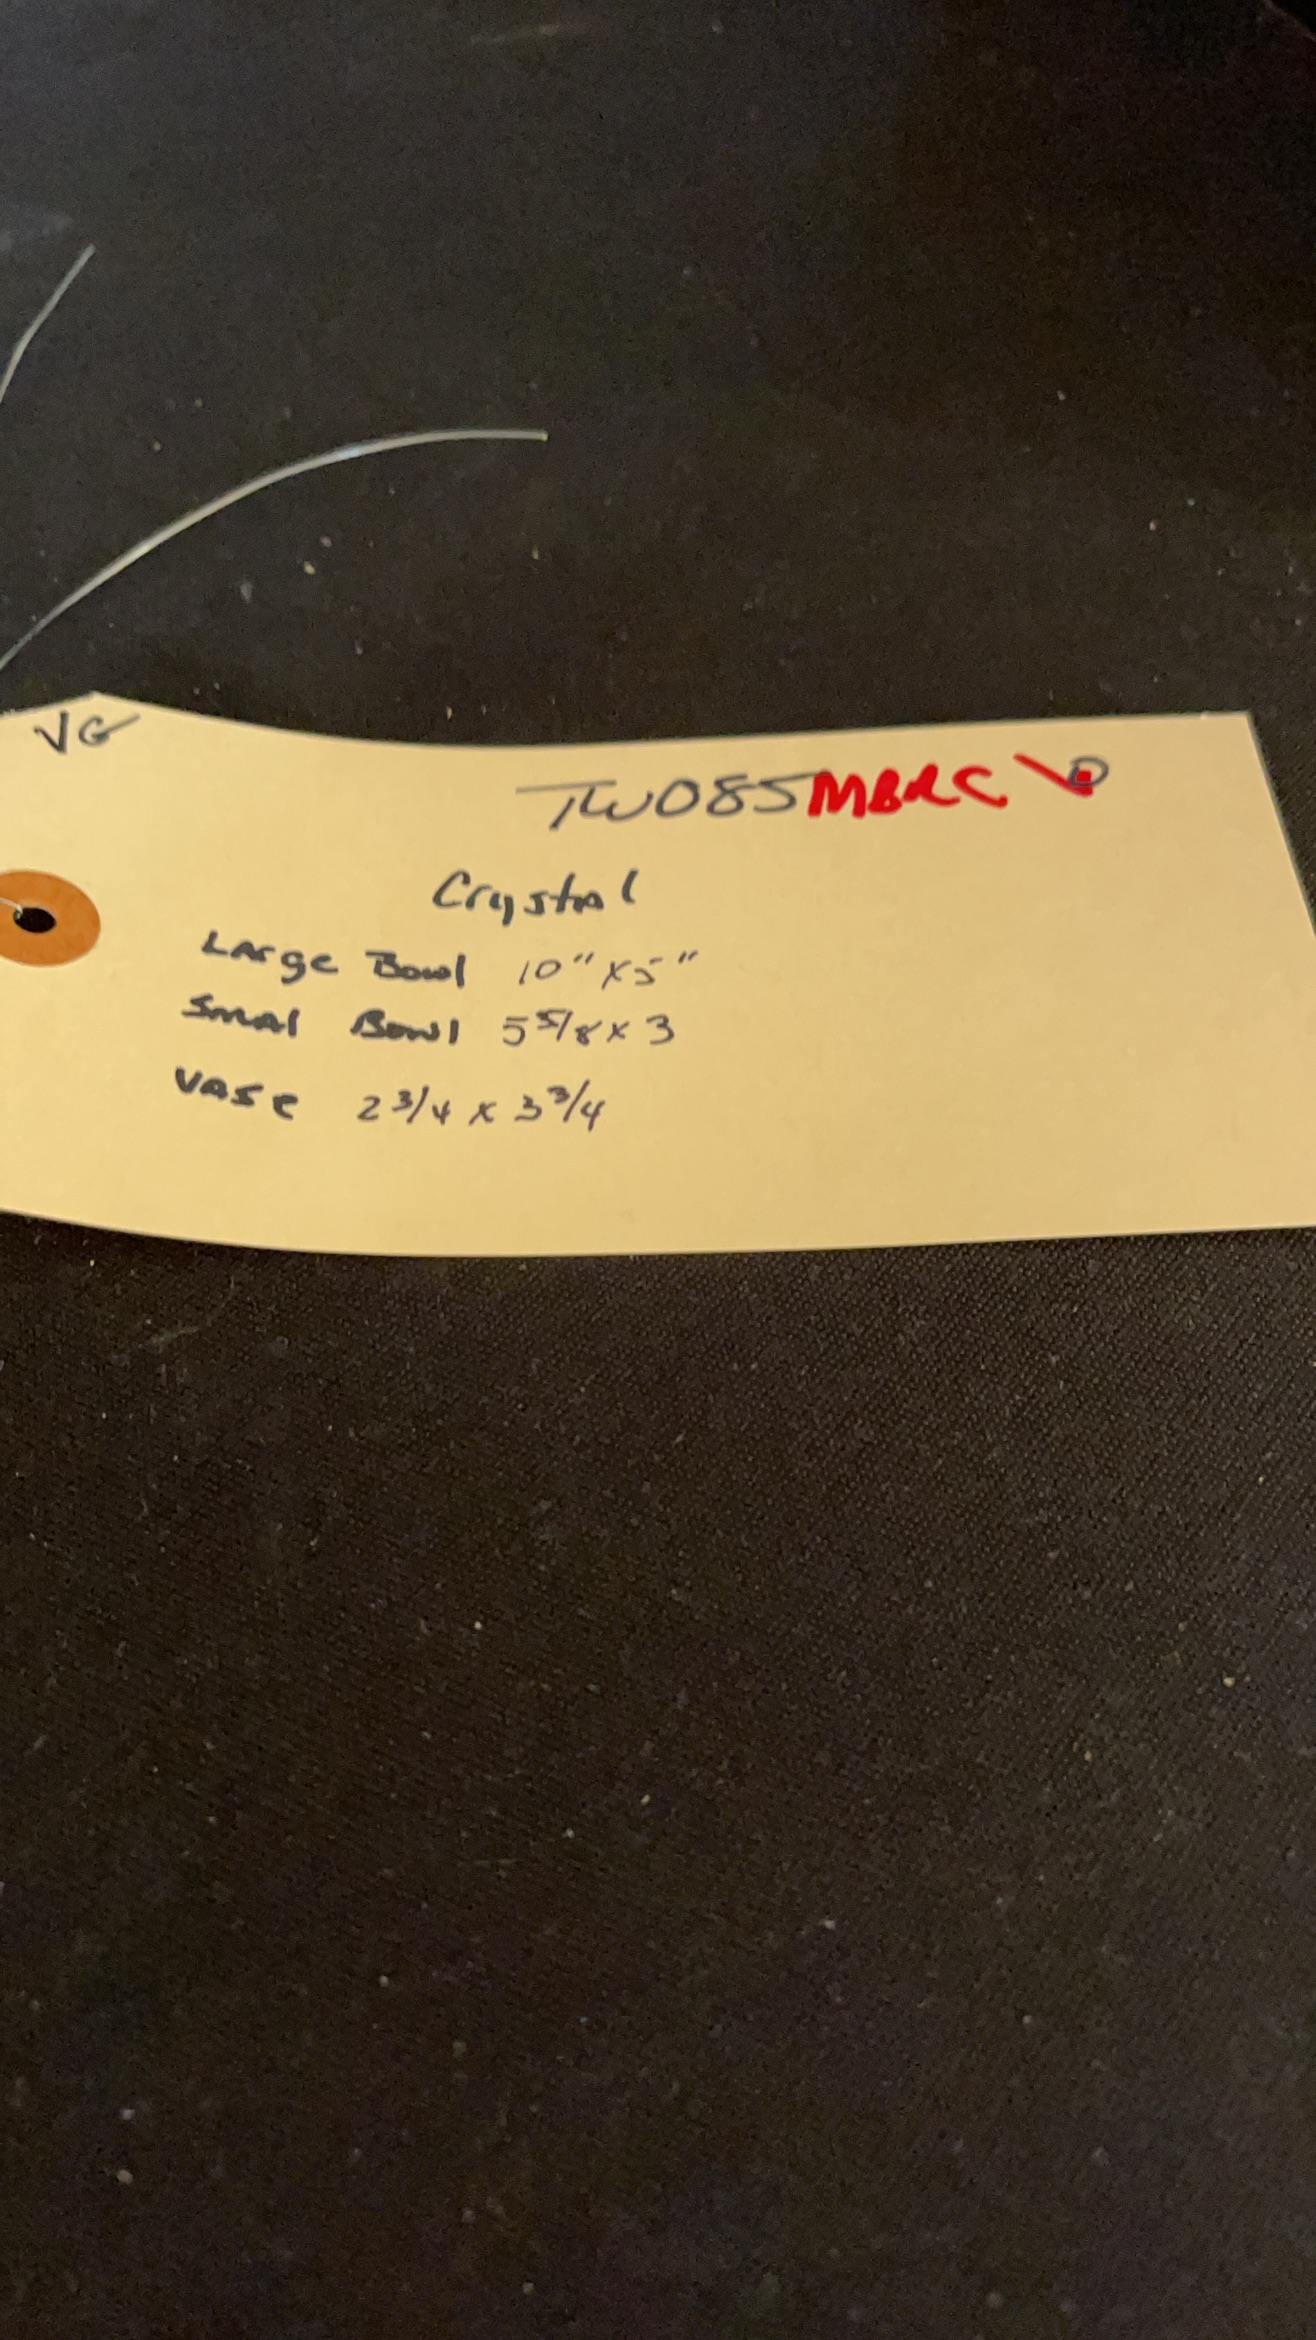 VG
TW085MBRC
Crystal
Large Bowl 10" x 5"
Smal Bowl 5 5/8 x 3
Vase 2 3/4 x 3 3/4